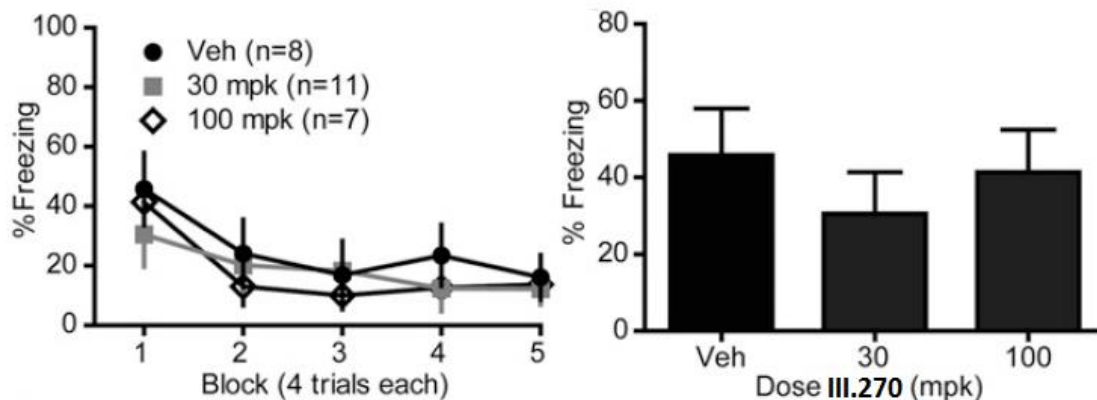 100
80
60
40
20
0
%Freezing
Veh (n=8)
30 mpk (n=11)
100 mpk (n=7)
1 2 3 4 5
Block (4 trials each)
80
60
40
20
0
% Freezing
Veh 30 100
Dose III.270 (mpk)